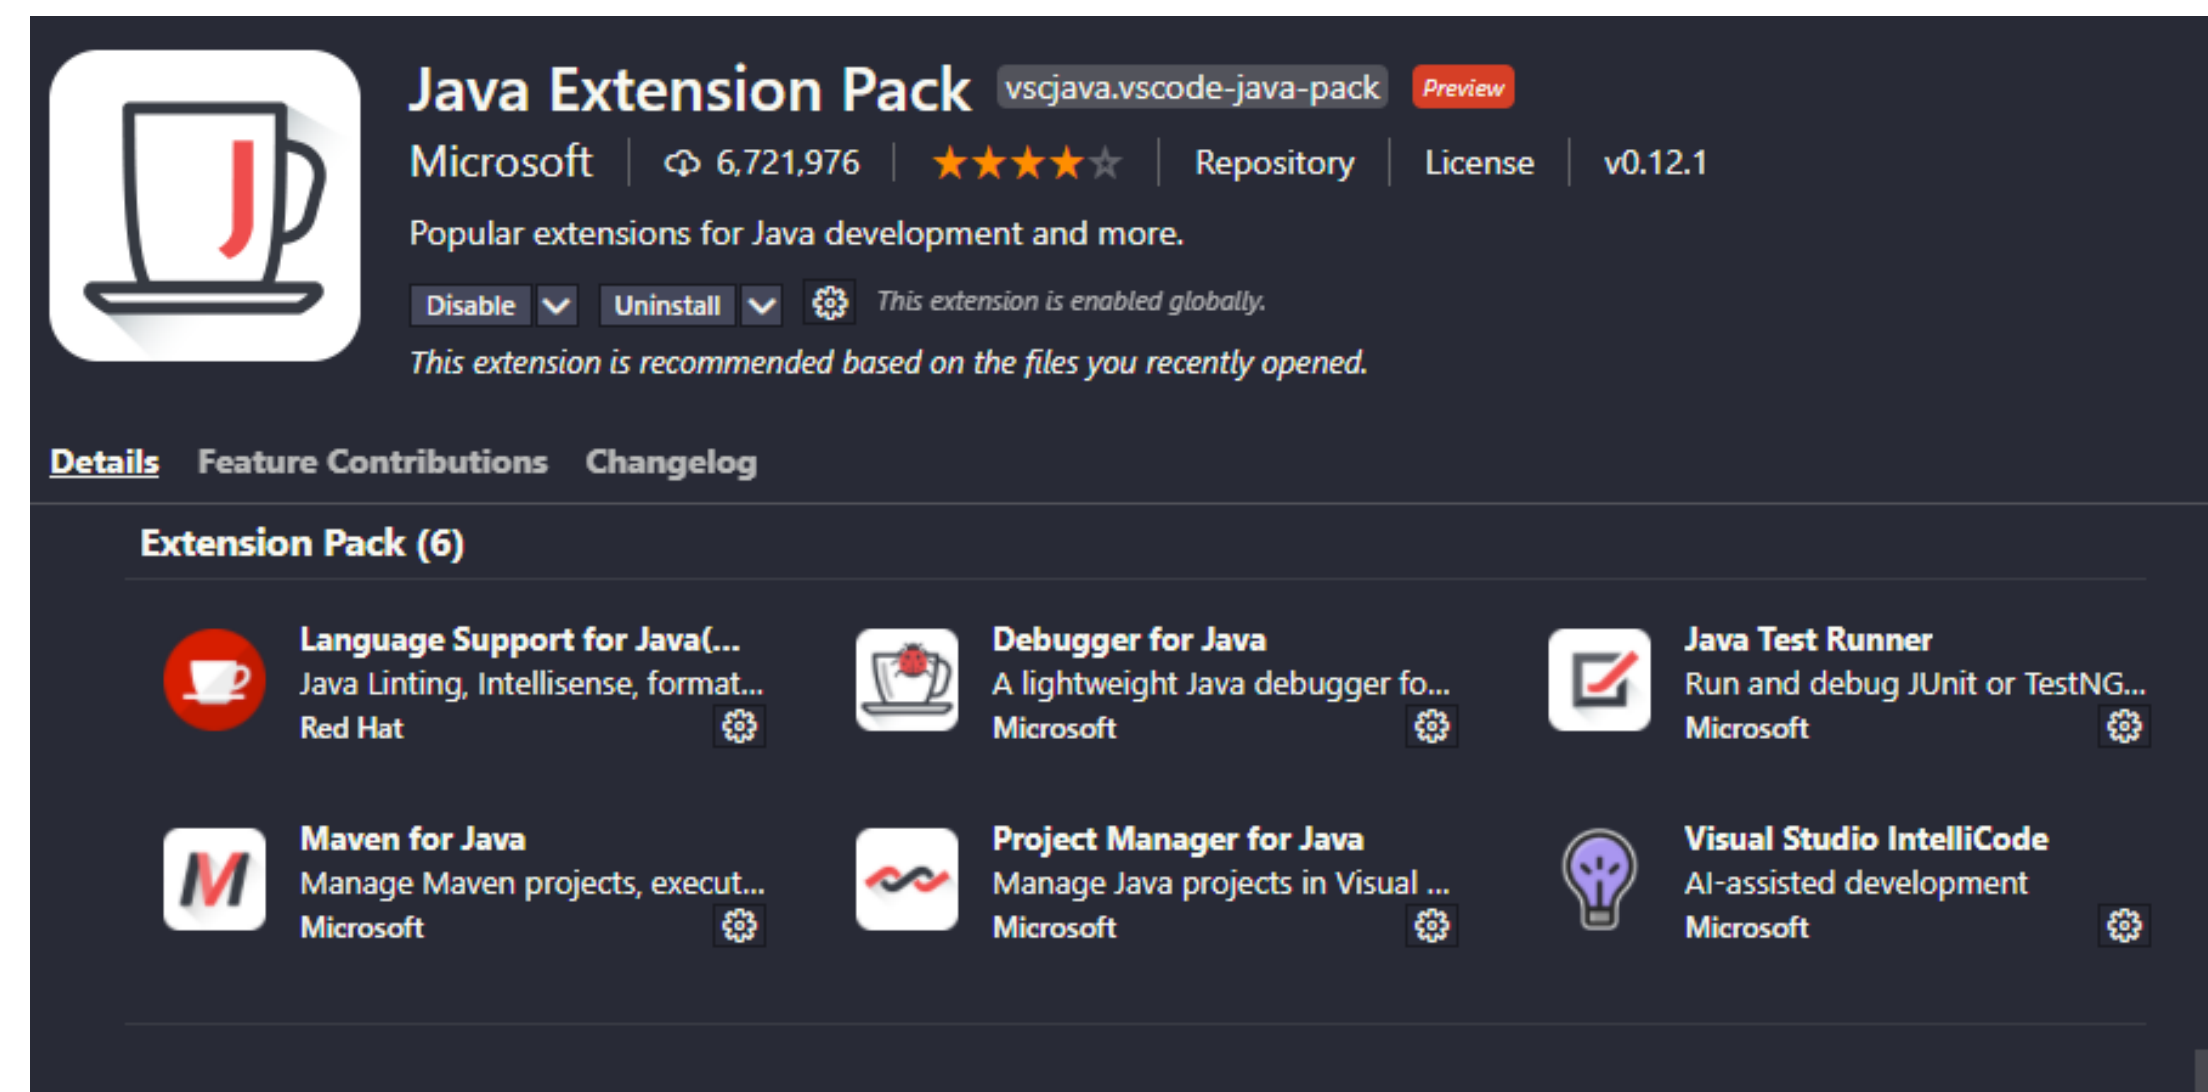 Java Extension Pack vscjava.vscode-java-pack Preview
Microsoft 6,721,976 Repository License v0.12.1
Popular extensions for Java development and more.
Disable Uninstall This extension is enabled globally.
This extension is recommended based on the files you recently opened.
Details Feature Contributions Changelog
Extension Pack (6)
Language Support for Java(...
Java Linting, Intellisense, format...
Red Hat
Debugger for Java
A lightweight Java debugger fo...
Microsoft
Java Test Runner
Run and debug JUnit or TestNG...
Microsoft
Maven for Java
Manage Maven projects, execut...
Microsoft
Project Manager for Java
Manage Java projects in Visual ...
Microsoft
Visual Studio IntelliCode
AI-assisted development
Microsoft